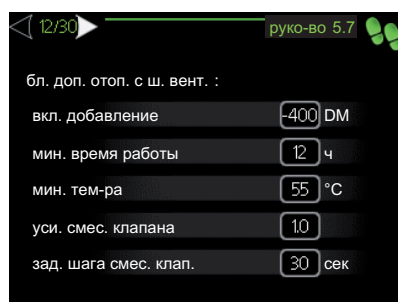 12/30 руко-во 5.7
бл. доп. отоп. с ш. вент. :
вкл. добавление -400 DM
мин. время работы 12 ч
мин. тем-ра 55 °C
уси. смес. клапана 1.0
зад. шага смес. клап. 30 сек